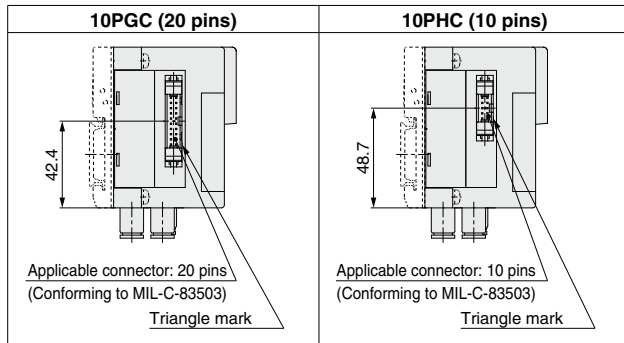 10PGC (20 pins)
42.4
Applicable connector: 20 pins
(Conforming to MIL-C-83503)
Triangle mark
10PHC (10 pins)
48.7
Applicable connector: 10 pins
(Conforming to MIL-C-83503)
Triangle mark